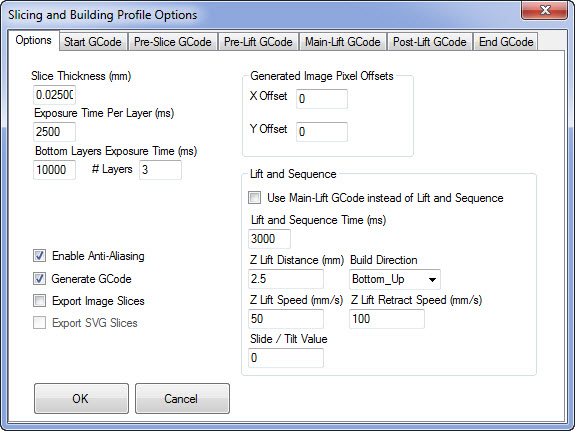 Slicing and Building Profile Options
Options Start GCode Pre-Slice GCode Pre-Lift GCode Main-Lift GCode Post-Lift GCode End GCode
Slice Thickness (mm)
0.02500
Exposure Time Per Layer (ms)
2500
Bottom Layers Exposure Time (ms)
10000 # Layers 3
Enable Anti-Aliasing
Generate GCode
Export Image Slices
Export SVG Slices
Generated Image Pixel Offsets
X Offset 0
Y Offset 0
Lift and Sequence
Use Main-Lift GCode instead of Lift and Sequence
Lift and Sequence Time (ms)
3000
Z Lift Distance (mm) Build Direction
2.5 Bottom_Up
Z Lift Speed (mm/s) Z Lift Retract Speed (mm/s)
50 100
Slide / Tilt Value
0
OK Cancel